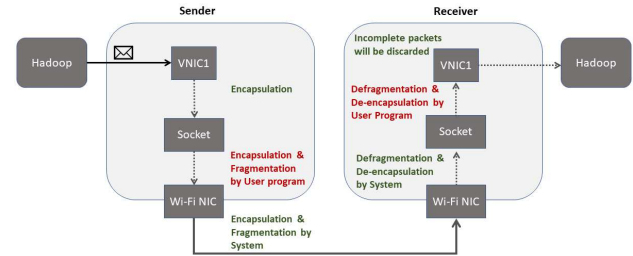 Sender
Receiver
Hadoop
VNIC1
Encapsulation
Socket
Encapsulation &
Fragmentation
by User program
Wi-Fi NIC
Encapsulation &
Fragmentation by
System
Incomplete packets
will be discarded
VNIC1
Hadoop
Defragmentation &
De-encapsulation by
User Program
Socket
Defragmentation &
De-encapsulation
by System
Wi-Fi NIC